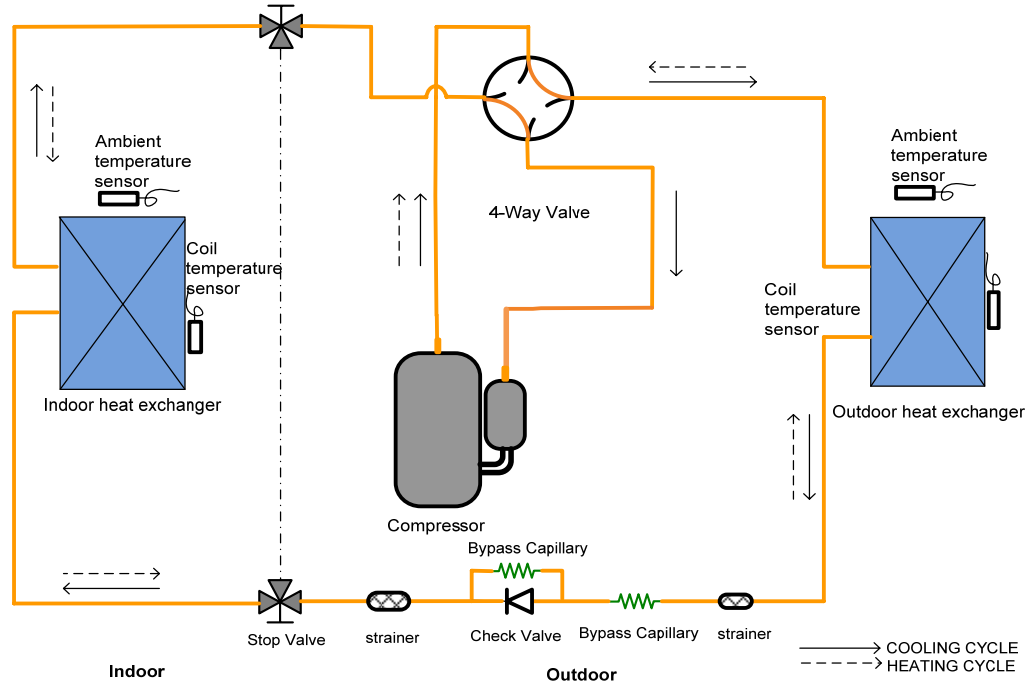 Ambient
temperature
sensor
Ambient
temperature
sensor
4-Way Valve
Coil
temperature
sensor
Coil
temperature
sensor
Indoor heat exchanger
Outdoor heat exchanger
Compressor
Bypass Capillary
Stop Valve
strainer
Check Valve
Bypass Capillary
strainer
COOLING CYCLE
HEATING CYCLE
Indoor
Outdoor